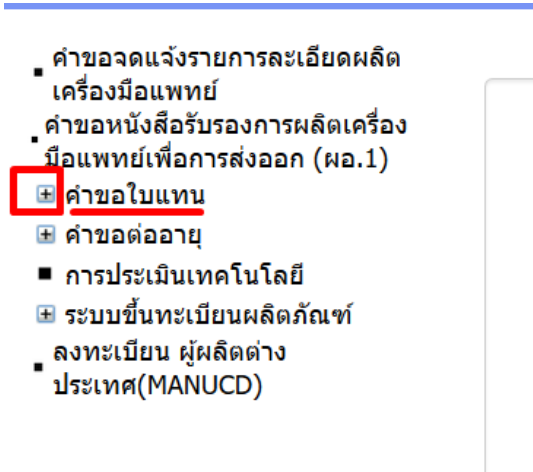 คำขอจดแจ้งรายการละเอียดผลิต
เครื่องมือแพทย์
คำขอหนังสือรับรองการผลิตเครื่อง
มือแพทย์เพื่อการส่งออก (ผอ.1)
คำขอใบแทน
คำขอต่ออายุ
การประเมินเทคโนโลยี
ระบบขึ้นทะเบียนผลิตภัณฑ์
ลงทะเบียน ผู้ผลิตต่าง
ประเทศ(MANUCD)